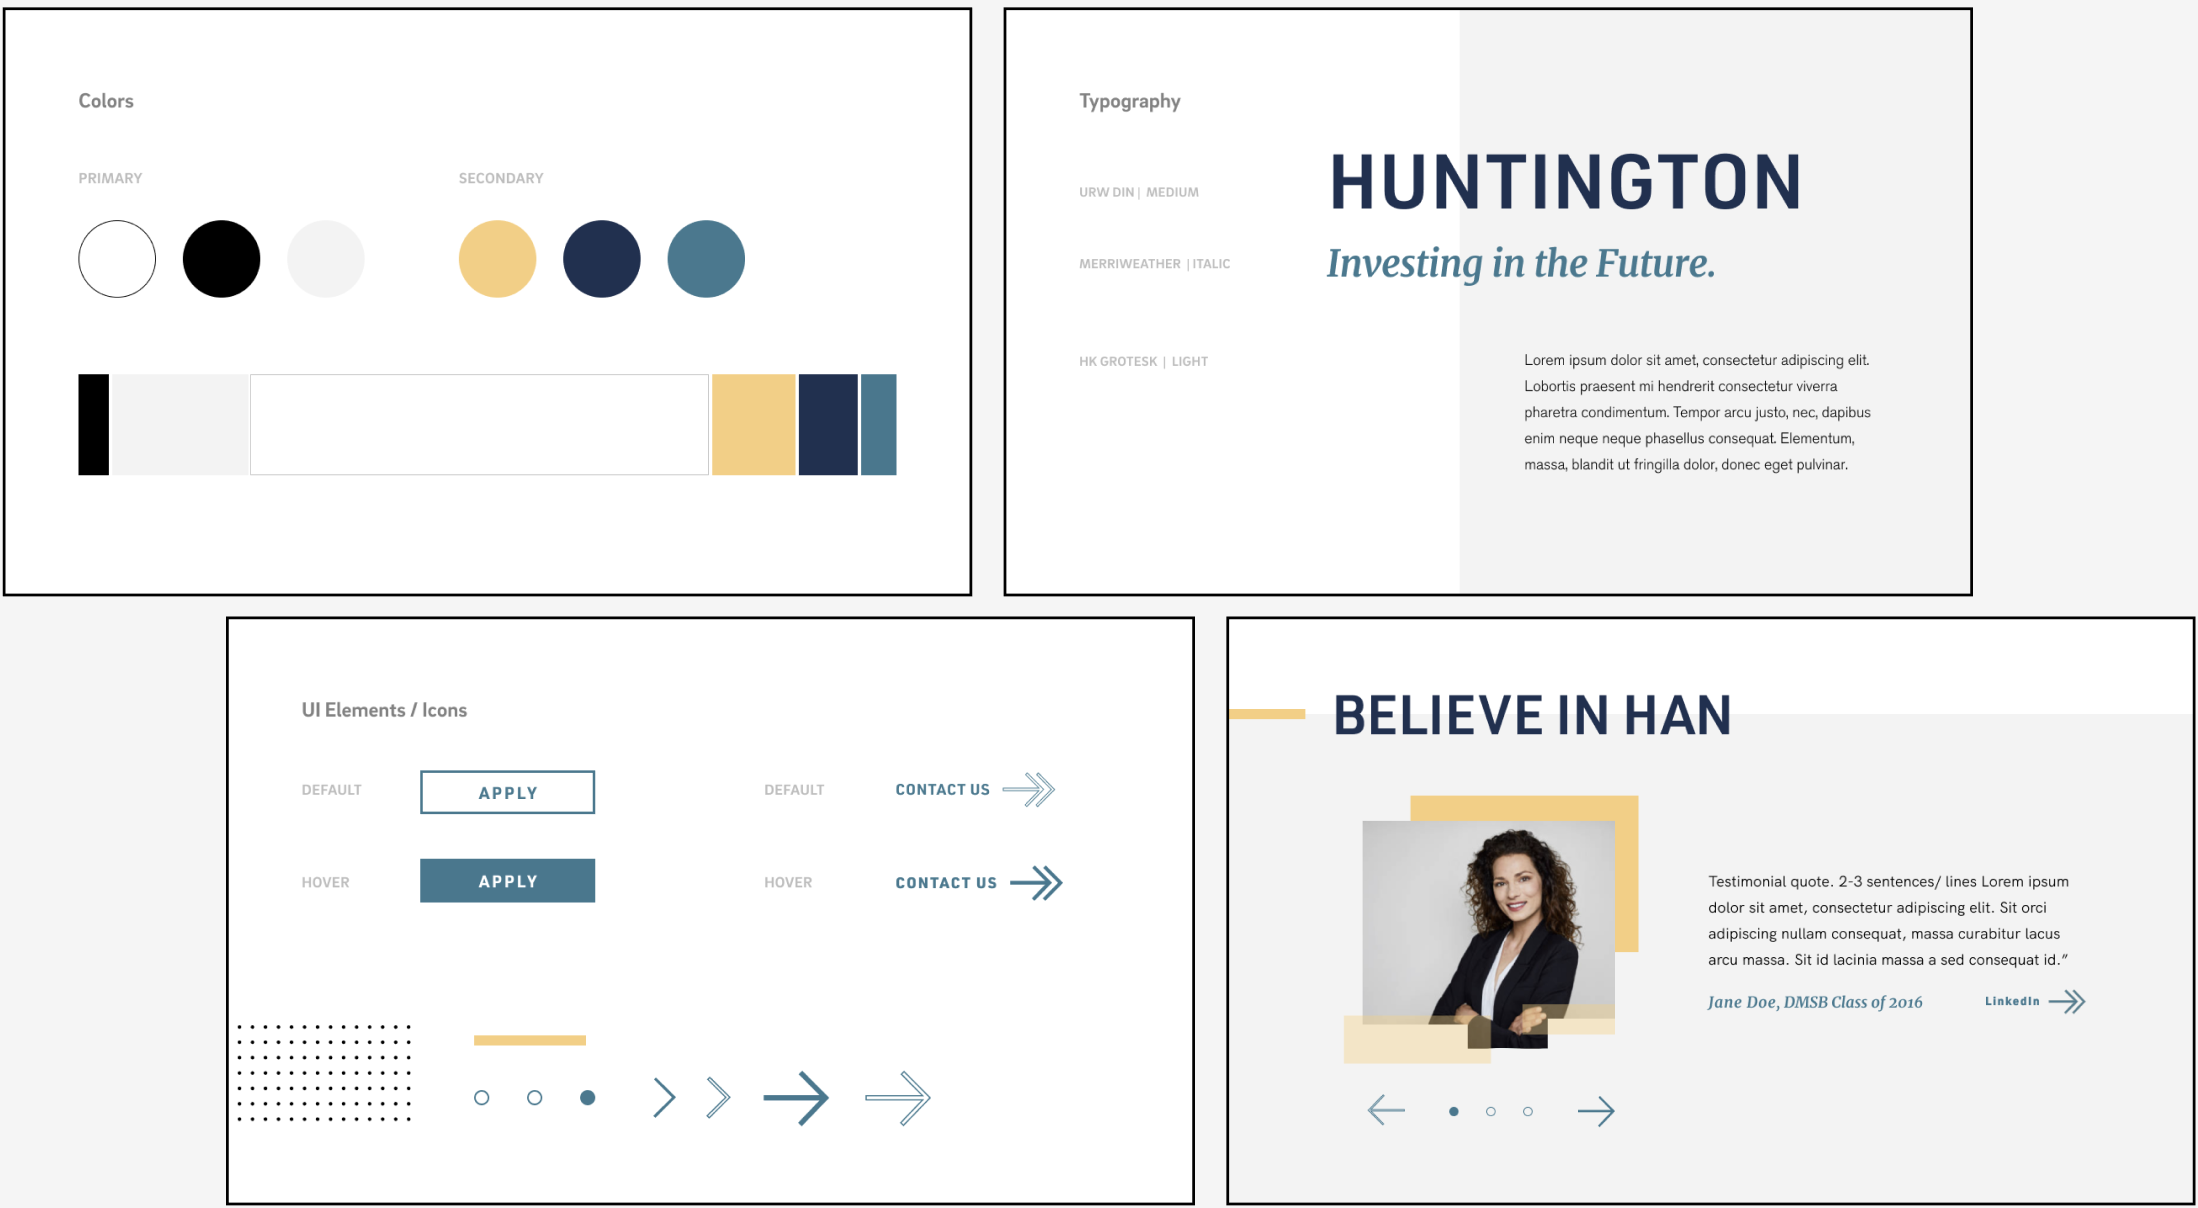 Colors
PRIMARY
SECONDARY
Typography
URW DIN | MEDIUM
HUNTINGTON
MERRIWEATHER | ITALIC
Investing in the Future.
HK GROTESK | LIGHT
Lorem ipsum dolor sit amet, consectetur adipiscing elit.
Lobortis praesent mi hendrerit consectetur viverra
pharetra condimentum. Tempor arcu justo, nec, dapibus
enim neque neque phasellus consequat. Elementum,
massa, blandit ut fringilla dolor, donec eget pulvinar.
UI Elements / Icons
DEFAULT
APPLY
DEFAULT
CONTACT US
HOVER
APPLY
HOVER
CONTACT US
BELIEVE IN HAN
Testimonial quote. 2-3 sentences/ lines Lorem ipsum
dolor sit amet, consectetur adipiscing elit. Sit orci
adipiscing nullam consequat, massa curabitur lacus
arcu massa. Sit id lacinia massa a sed consequat id.”
Jane Doe, DMSB Class of 2016
LinkedIn